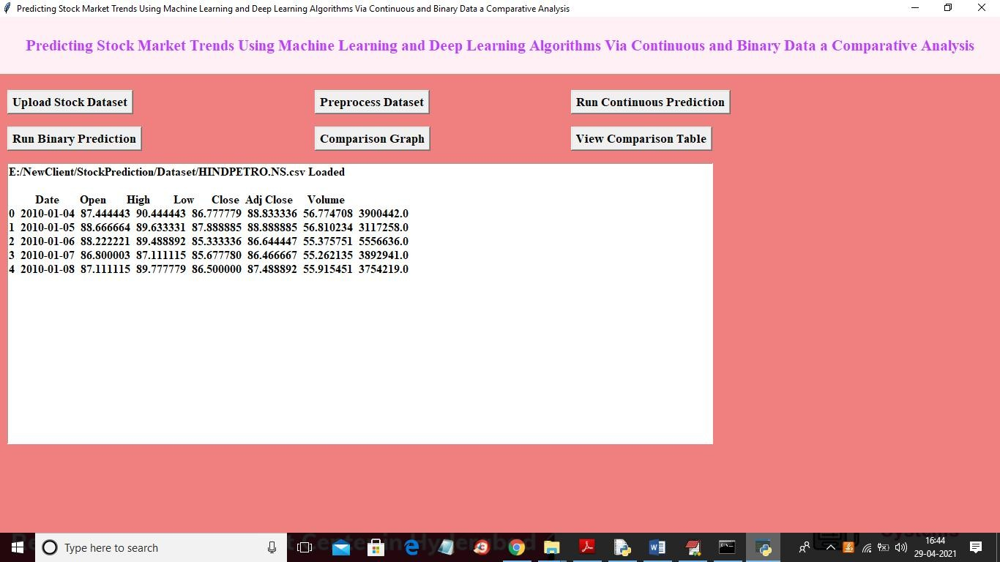 Predicting Stock Market Trends Using Machine Learning and Deep Learning Algorithms Via Continuous and Binary Data a Comparative Analysis
Predicting Stock Market Trends Using Machine Learning and Deep Learning Algorithms Via Continuous and Binary Data a Comparative Analysis
Upload Stock Dataset Preprocess Dataset Run Continuous Prediction
Run Binary Prediction Comparison Graph View Comparison Table
E:/NewClient/StockPrediction/Dataset/HINDPETRO.NS.csv Loaded
Date Open High Low Close Adj Close Volume
0 2010-01-04 87.444443 90.444443 86.777779 88.833336 56.774708 3900442.0
1 2010-01-05 88.666664 89.633331 87.888885 88.888885 56.810234 3117258.0
2 2010-01-06 88.222221 89.488892 85.333336 86.644447 55.375751 5556636.0
3 2010-01-07 86.800003 87.111115 85.677780 86.466667 55.262135 3892941.0
4 2010-01-08 87.111115 89.777779 86.500000 87.488892 55.915451 3754219.0
Type here to search
16:44
29-04-2021